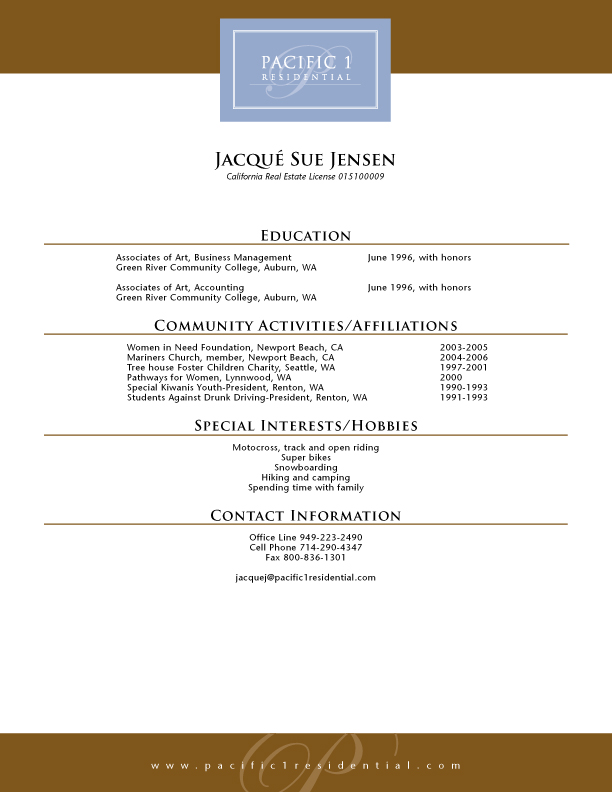 PACIFIC 1
RESIDENTIAL
JACQUÉ SUE JENSEN
California Real Estate License 015100009
EDUCATION
Associates of Art, Business Management June 1996, with honors
Green River Community College, Auburn, WA
Associates of Art, Accounting June 1996, with honors
Green River Community College, Auburn, WA
COMMUNITY ACTIVITIES/AFFILIATIONS
Women in Need Foundation, Newport Beach, CA 2003-2005
Mariners Church, member, Newport Beach, CA 2004-2006
Tree house Foster Children Charity, Seattle, WA 1997-2001
Pathways for Women, Lynnwood, WA 2000
Special Kiwanis Youth-President, Renton, WA 1990-1993
Students Against Drunk Driving-President, Renton, WA 1991-1993
SPECIAL INTERESTS/HOBBIES
Motocross, track and open riding
Super bikes
Snowboarding
Hiking and camping
Spending time with family
CONTACT INFORMATION
Office Line 949-223-2490
Cell Phone 714-290-4347
Fax 800-836-1301
jacquej@pacific1residential.com
www.pacific1residential.com